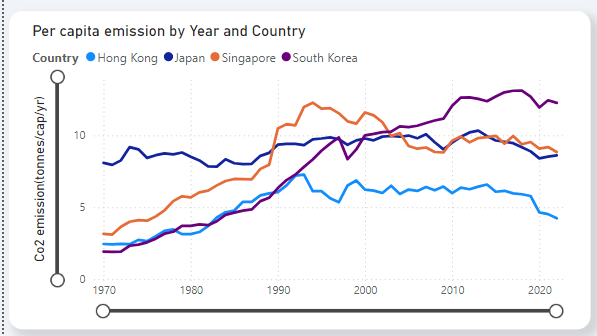 Per capita emission by Year and Country
Country Hong Kong Japan Singapore South Korea
Co2 emission(tonnes/cap/yr)
10
5
0
1970 1980 1990 2000 2010 2020